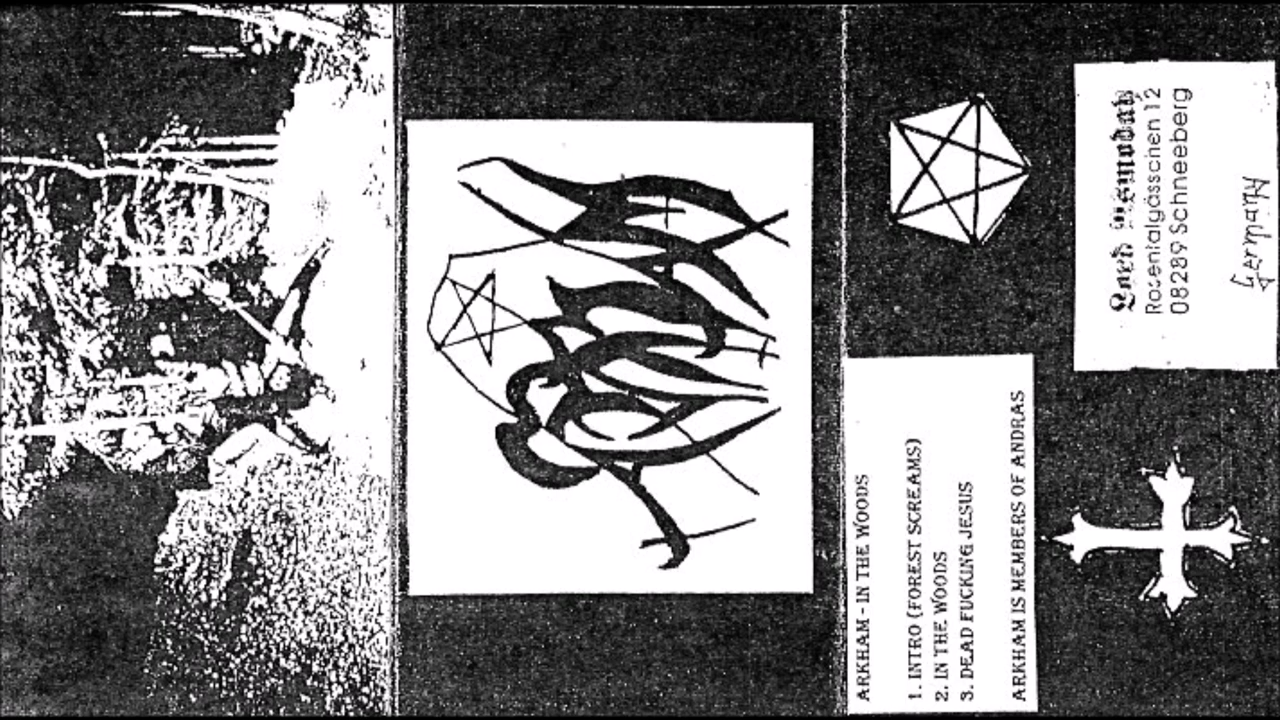 Lord
Rosentalgässchen 12
08289 Schneeberg
Germany
ARKHAM - IN THE WOODS
1. INTRO (FOREST SCREAMS)
2. IN THE WOODS
3. DEAD FUCKING JESUS
ARKHAM IS MEMBERS OF ANDRAS